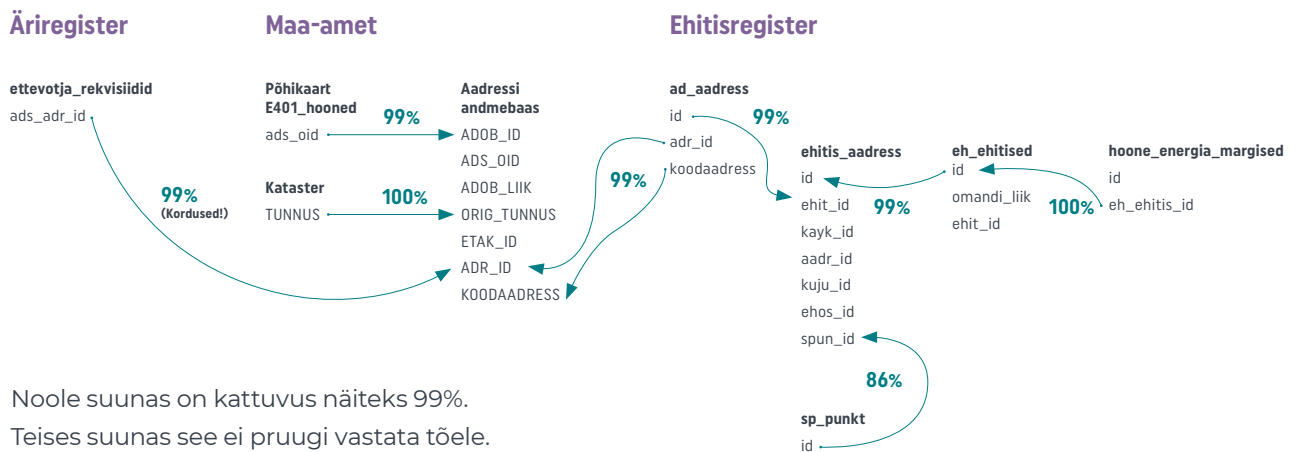 Äriregister
Maa-amet
Ehitisregister
ettevotja_rekvisiidid
ads_adr_id
99%
(Kordused!)
Põhikaart
E401_hooned
ads_oid
99%
Kataster
TUNNUS
100%
Aadressi
andmebaas
ADOB_ID
ADS_OID
ADOB_LIIK
ORIG_TUNNUS
ETAK_ID
ADR_ID
KOODAADRESS
99%
ad_aadress
id
adr_id
koodaadress
99%
ehitis_aadress
id
ehit_id
kayk_id
aadr_id
kuju_id
ehos_id
spun_id
99%
eh_ehitised
id
omandi_liik
ehit_id
100%
hoone_energia_margised
id
eh_ehitis_id
86%
sp_punkt
id
Noole suunas on kattuvus näiteks 99%.
Teises suunas see ei pruugi vastata tõele.